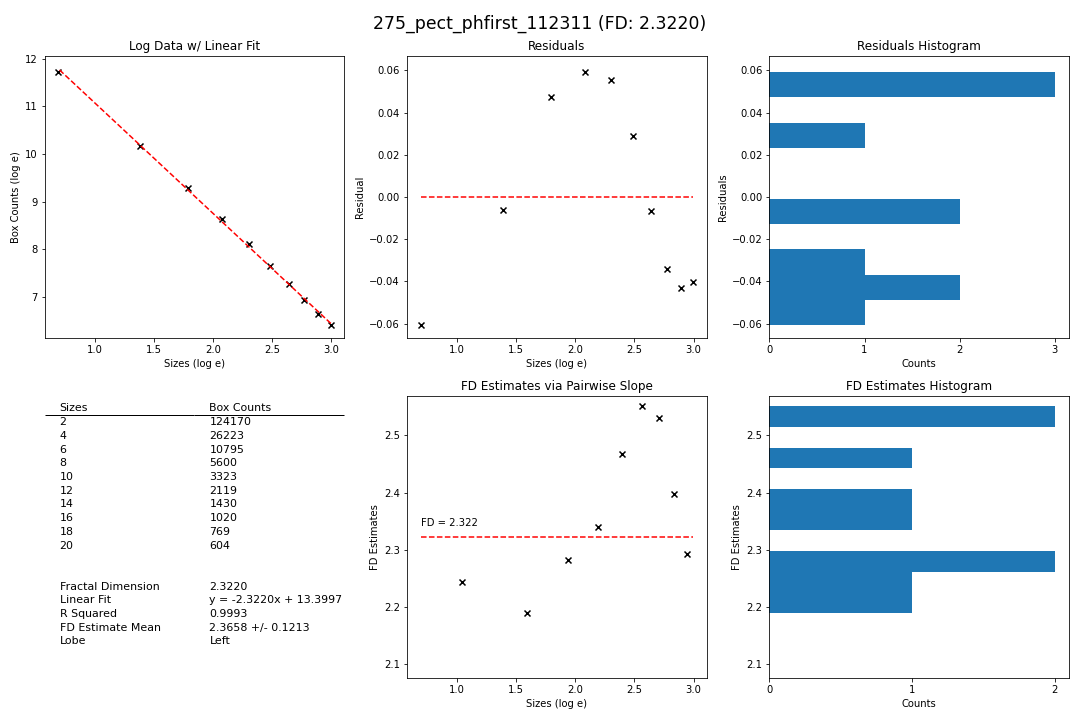 275_pect_phfirst_112311 (FD: 2.3220)
Log Data w/ Linear Fit
12
11
10
9
8
7
Box Counts (log e)
1.0 1.5 2.0 2.5 3.0
Sizes (log e)
Residuals
0.06
0.04
0.02
0.00
−0.02
−0.04
−0.06
Residual
1.0 1.5 2.0 2.5 3.0
Sizes (log e)
Residuals Histogram
0.06
0.04
0.02
0.00
−0.02
−0.04
−0.06
Residuals
0 1 2 3
Counts
Sizes Box Counts
2 124170
4 26223
6 10795
8 5600
10 3323
12 2119
14 1430
16 1020
18 769
20 604
Fractal Dimension 2.3220
Linear Fit y = -2.3220x + 13.3997
R Squared 0.9993
FD Estimate Mean 2.3658 +/- 0.1213
Lobe Left
FD Estimates via Pairwise Slope
2.5
2.4
2.3
2.2
2.1
FD Estimates
FD = 2.322
1.0 1.5 2.0 2.5 3.0
Sizes (log e)
FD Estimates Histogram
2.5
2.4
2.3
2.2
2.1
FD Estimates
0 1 2
Counts